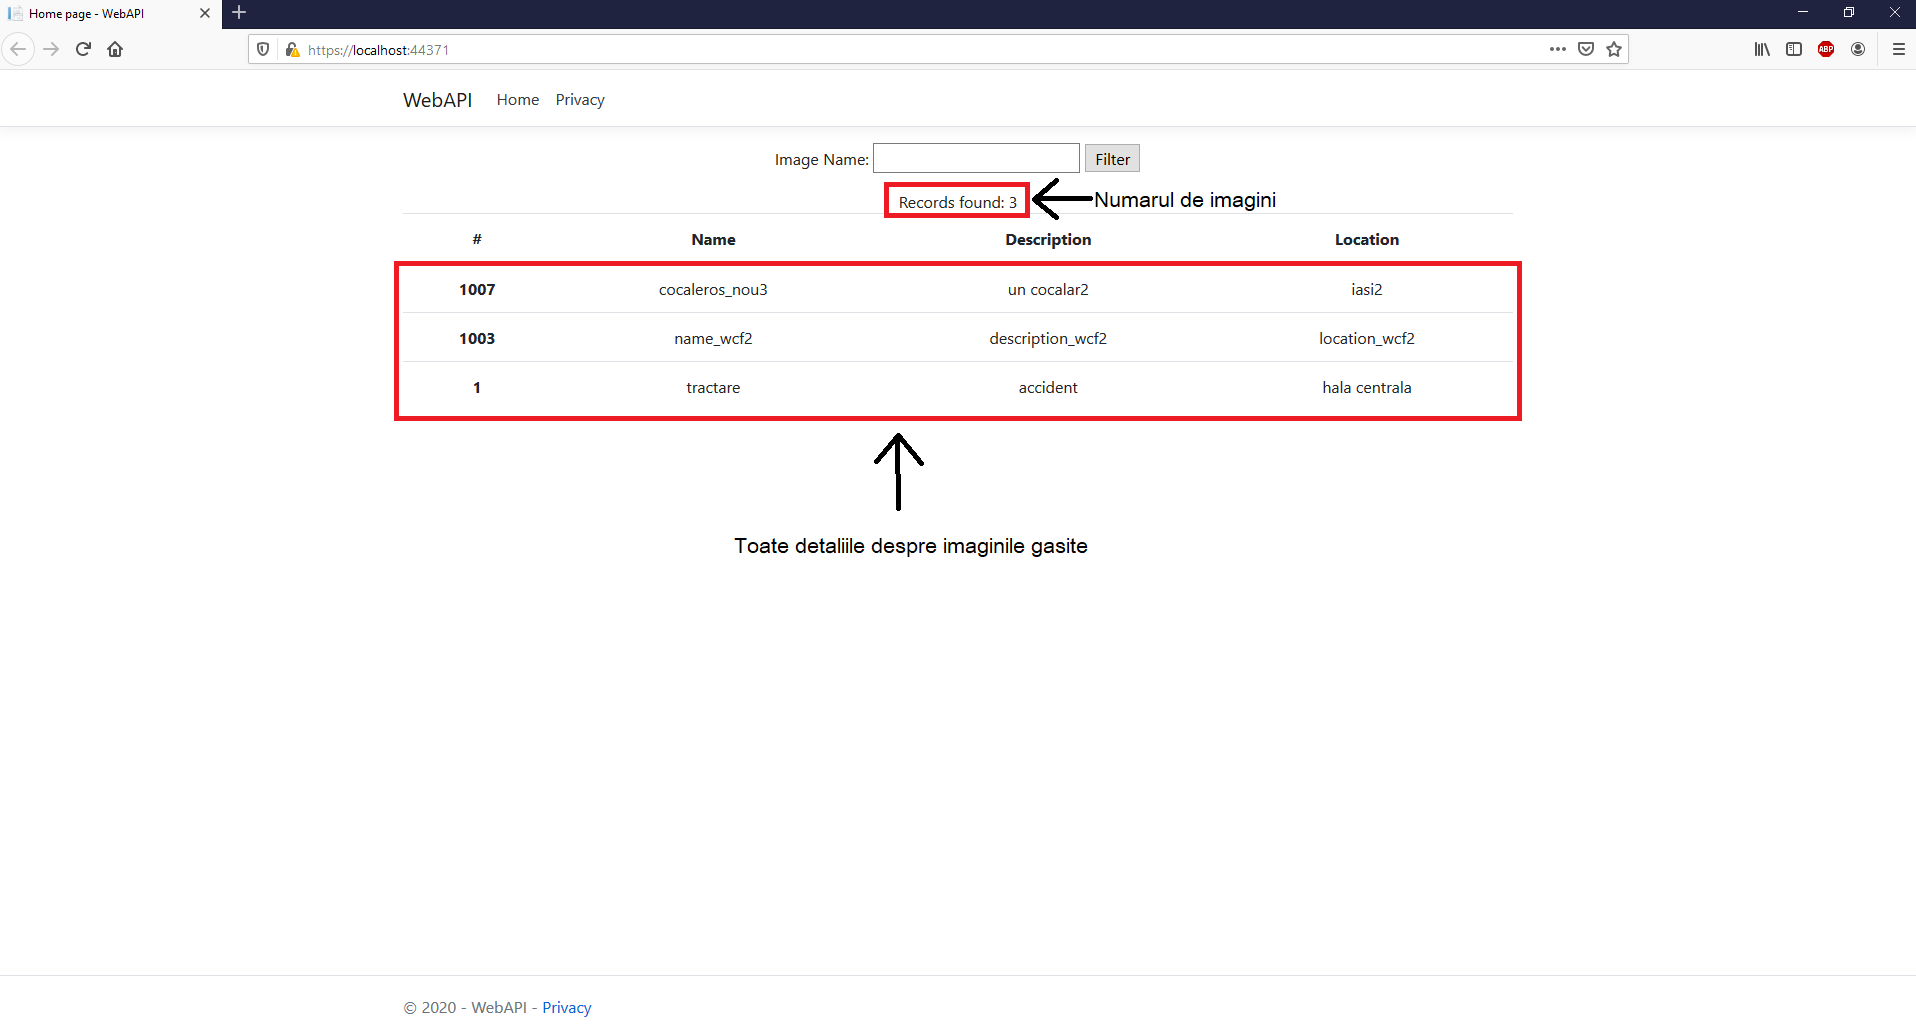 Home page - WebAPI
https://localhost:44371
ABP
WebAPI Home Privacy
Image Name: Filter
Records found: 3 Numarul de imagini
# Name Description Location
1007 cocaleros_nou3 un cocalar2 iasi2
1003 name_wcf2 description_wcf2 location_wcf2
1 tractare accident hala centrala
Toate detaliile despre imaginile gasite
© 2020 - WebAPI - Privacy